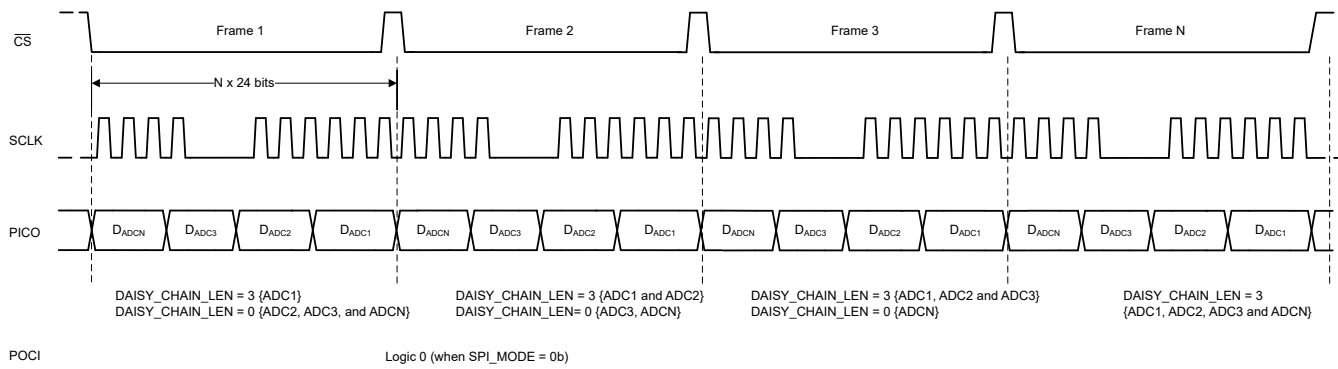 CS
Frame 1 Frame 2 Frame 3 Frame N
N x 24 bits
SCLK
PICO
DADCN DADC3 DADC2 DADC1 DADCN DADC3 DADC2 DADC1 DADCN DADC3 DADC2 DADC1 DADCN DADC3 DADC2 DADC1
DAISY_CHAIN_LEN = 3 {ADC1}
DAISY_CHAIN_LEN = 0 {ADC2, ADC3, and ADCN}
DAISY_CHAIN_LEN = 3 {ADC1 and ADC2}
DAISY_CHAIN_LEN= 0 {ADC3, ADCN}
DAISY_CHAIN_LEN = 3 {ADC1, ADC2 and ADC3}
DAISY_CHAIN_LEN = 0 {ADCN}
DAISY_CHAIN_LEN = 3
{ADC1, ADC2, ADC3 and ADCN}
POCI
Logic 0 (when SPI_MODE = 0b)